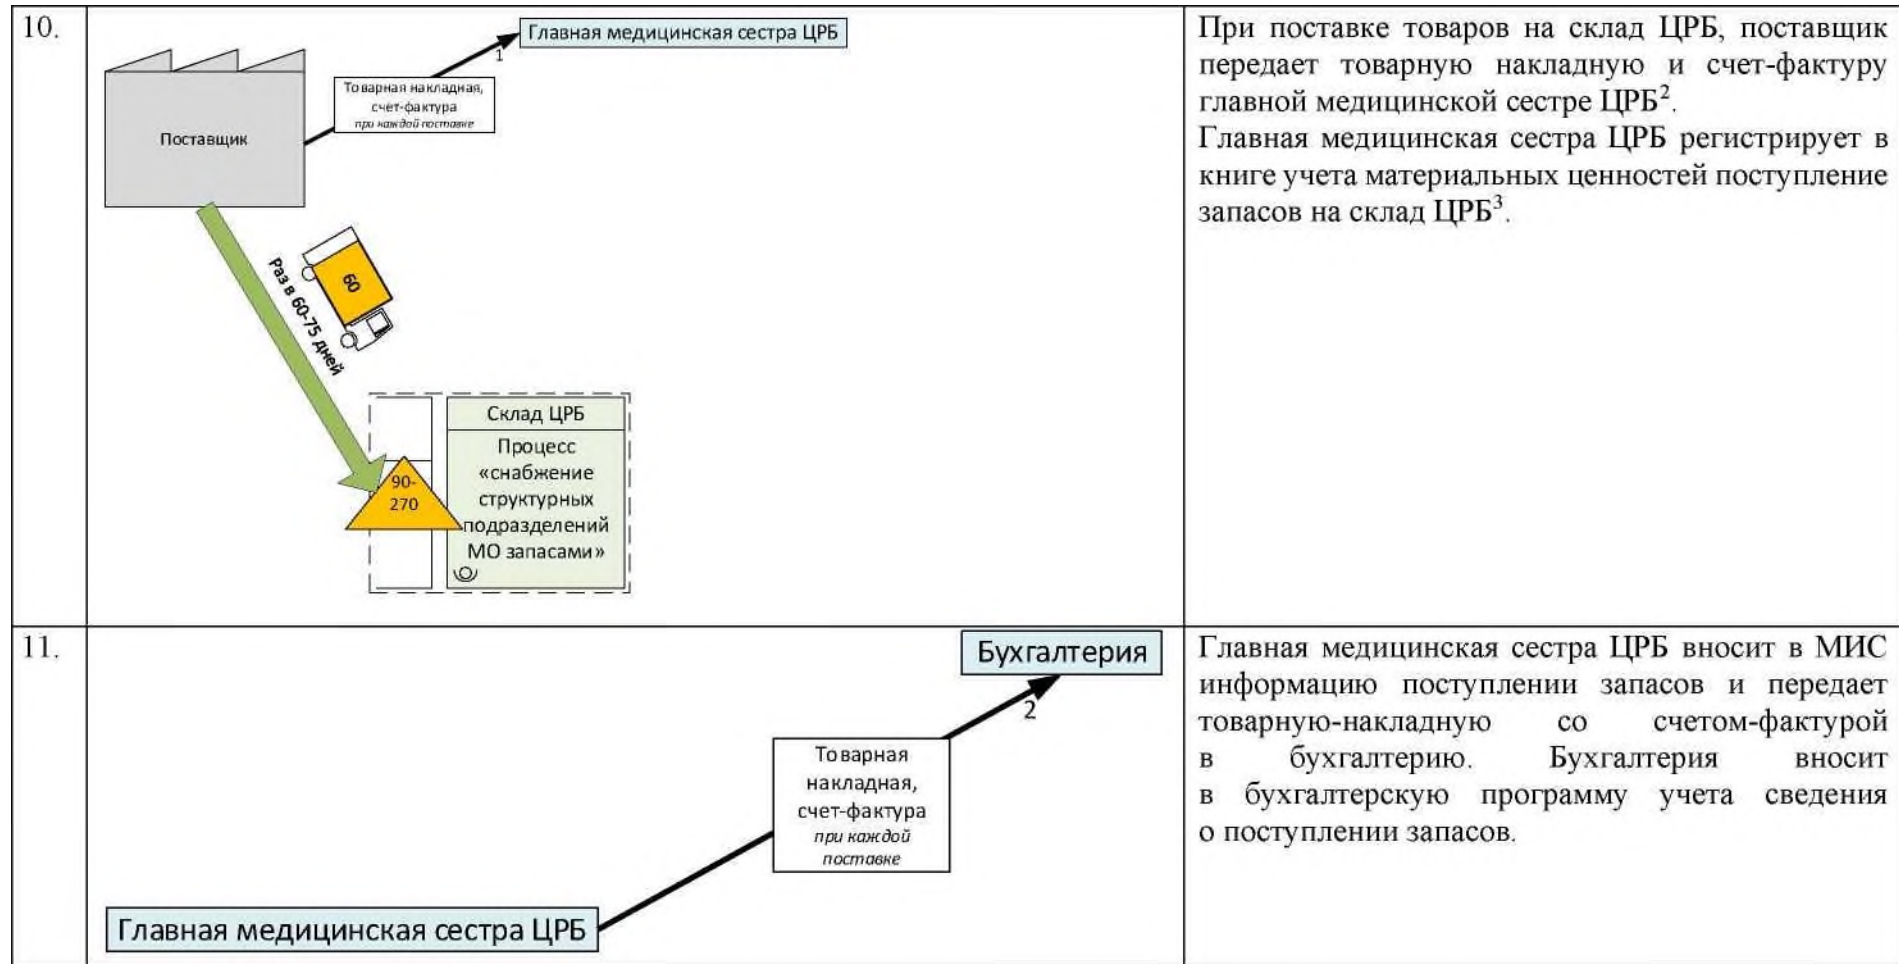 10.
Главная медицинская сестра ЦРБ
1
Товарная накладная,
счет-фактура
при каждой поставке
Поставщик
60
Раз в 60-75 дней
Склад ЦРБ
Процесс
«снабжение
структурных
подразделений
МО запасами»
90-
270
При поставке товаров на склад ЦРБ, поставщик
передает товарную накладную и счет-фактуру
главной медицинской сестре ЦРБ².
Главная медицинская сестра ЦРБ регистрирует в
книге учета материальных ценностей поступление
запасов на склад ЦРБ³.
11.
Бухгалтерия
2
Товарная
накладная,
счет-фактура
при каждой
поставке
Главная медицинская сестра ЦРБ
Главная медицинская сестра ЦРБ вносит в МИС
информацию поступлении запасов и передает
товарную-накладную со счетом-фактурой
в бухгалтерию. Бухгалтерия вносит
в бухгалтерскую программу учета сведения
о поступлении запасов.